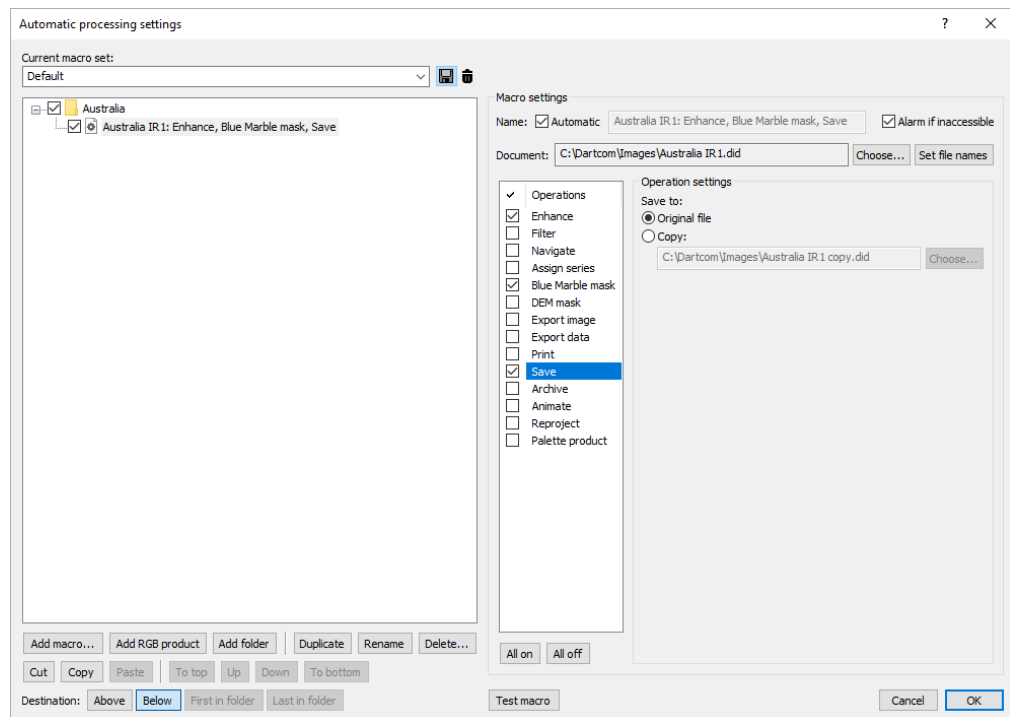 Automatic processing settings
?
Current macro set:
Default
Australia
Australia IR1: Enhance, Blue Marble mask, Save
Add macro... Add RGB product Add folder Duplicate Rename Delete...
Cut Copy Paste To top Up Down To bottom
Destination: Above Below First in folder Last in folder
Macro settings
Name: Automatic Australia IR1: Enhance, Blue Marble mask, Save Alarm if inaccessible
Document: C:\Dartcom\Images\Australia IR1.did Choose... Set file names
Operations
Enhance
Filter
Navigate
Assign series
Blue Marble mask
DEM mask
Export image
Export data
Print
Save
Archive
Animate
Reproject
Palette product
All on All off
Operation settings
Save to:
Original file
Copy:
C:\Dartcom\Images\Australia IR1 copy.did Choose...
Test macro Cancel OK